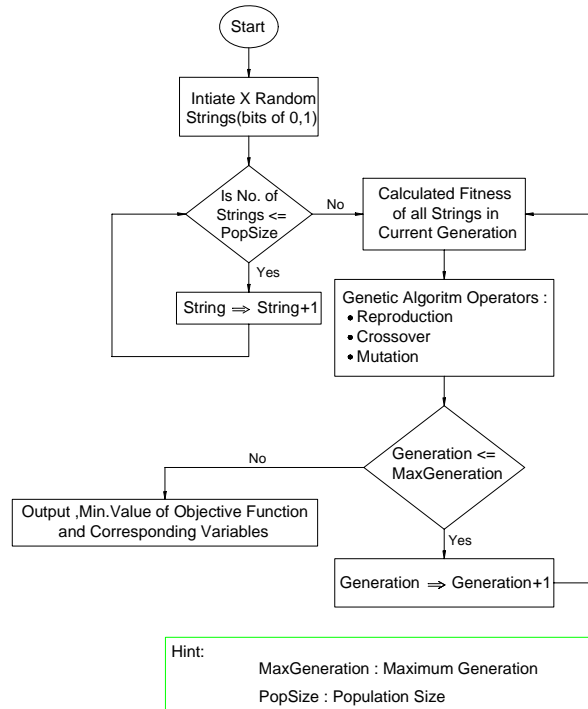 Start
Intiate X Random
Strings(bits of 0,1)
Is No. of
Strings <=
PopSize
No
Yes
String ⇒ String+1
Calculated Fitness
of all Strings in
Current Generation
Genetic Algoritm Operators :
• Reproduction
• Crossover
• Mutation
Generation <=
MaxGeneration
No
Output ,Min.Value of Objective Function
and Corresponding Variables
Yes
Generation ⇒ Generation+1
Hint:
MaxGeneration : Maximum Generation
PopSize : Population Size